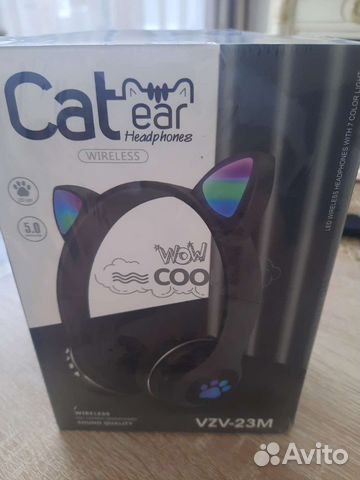 Cat ear
Headphones
WIRELESS
5.0
WOW
COO
LED WIRELESS HEADPHONES WITH 7 COLOR LIGH
WIRELESS
SOUND QUALITY
VZV-23M
Avito